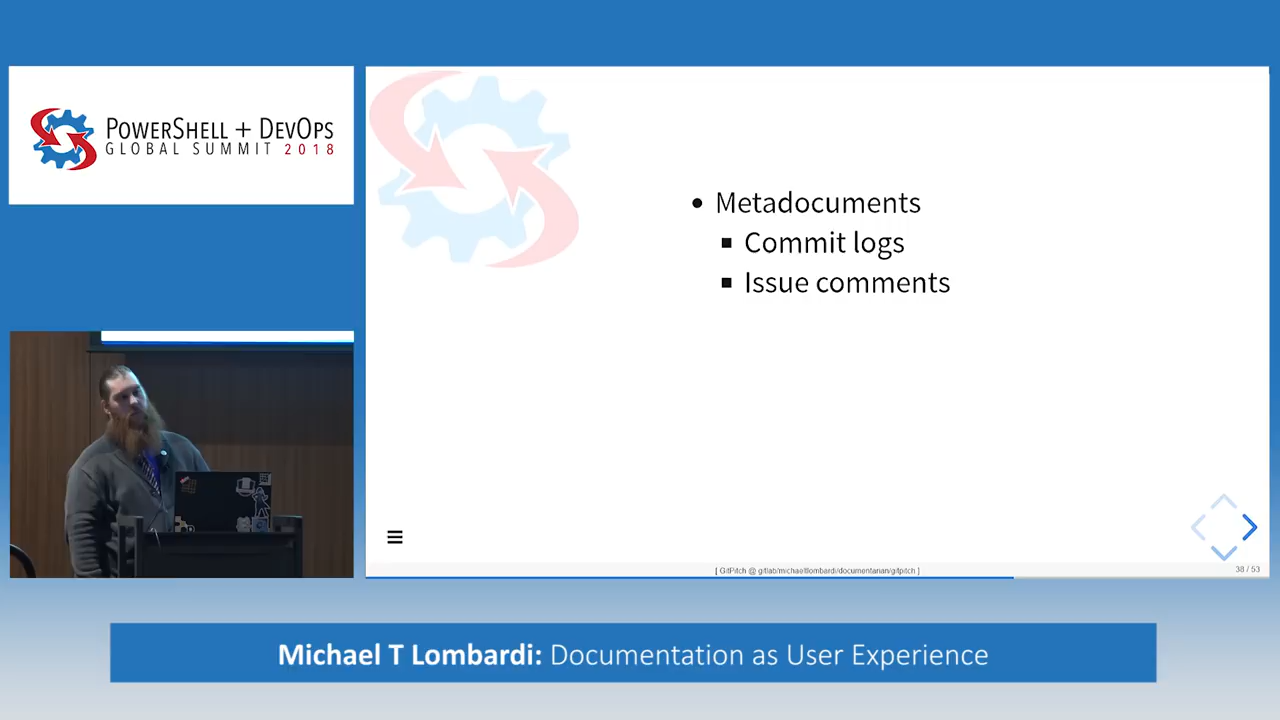 POWERSHELL + DEVOPS
GLOBAL SUMMIT 2018
Metadocuments
Commit logs
Issue comments
[ GitPitch @ gitlab/michaeltlombardi/documentarian/gitpitch ]
38 / 53
Michael T Lombardi: Documentation as User Experience